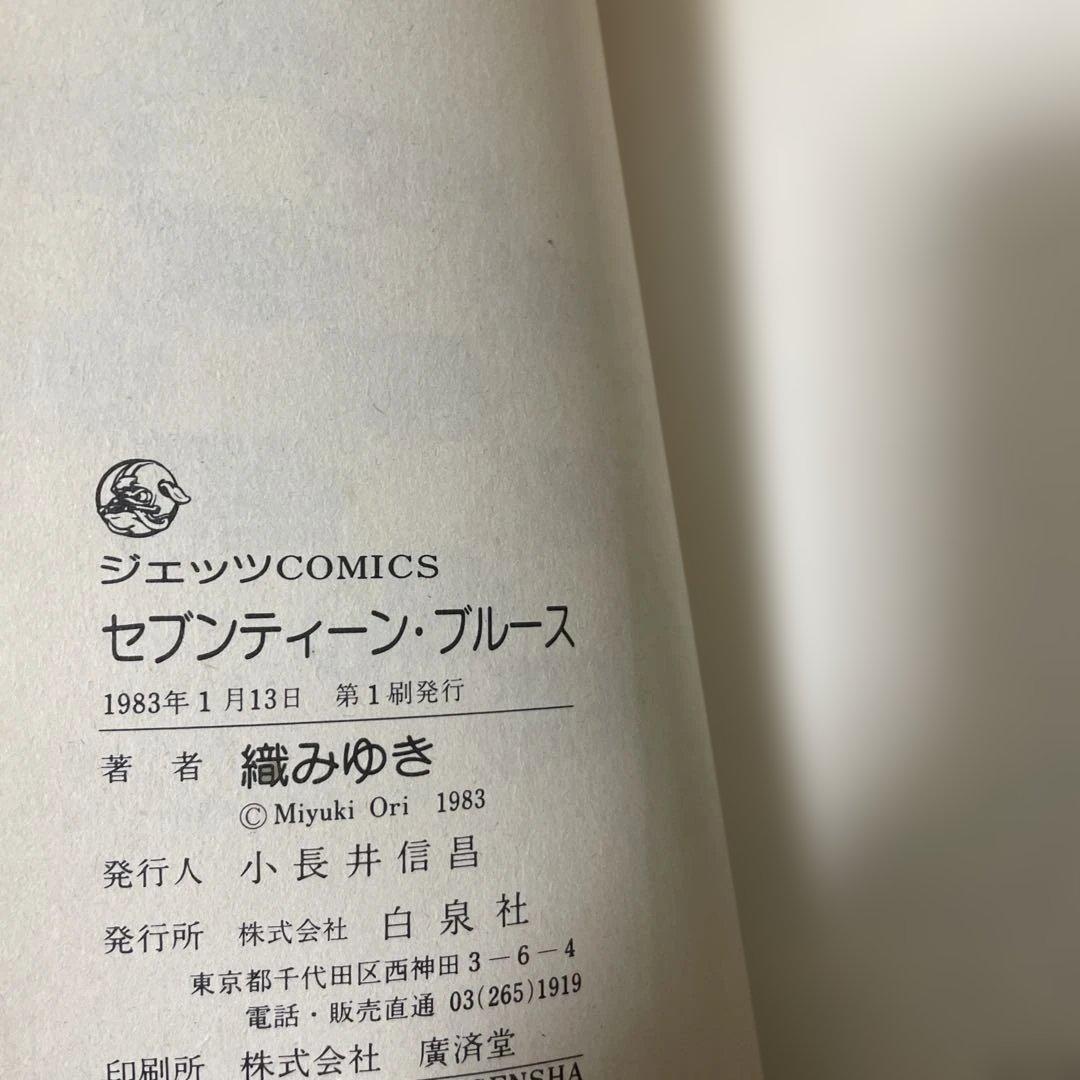 ジェッツCOMICS
セブンティーン・ブルース
1983年1月13日 第1刷発行
著者 織みゆき
©Miyuki Ori 1983
発行人 小長井信昌
発行所 株式会社 白泉社
東京都千代田区西神田3-6-4
電話・販売直通 03(265)1919
印刷所 株式会社 廣済堂